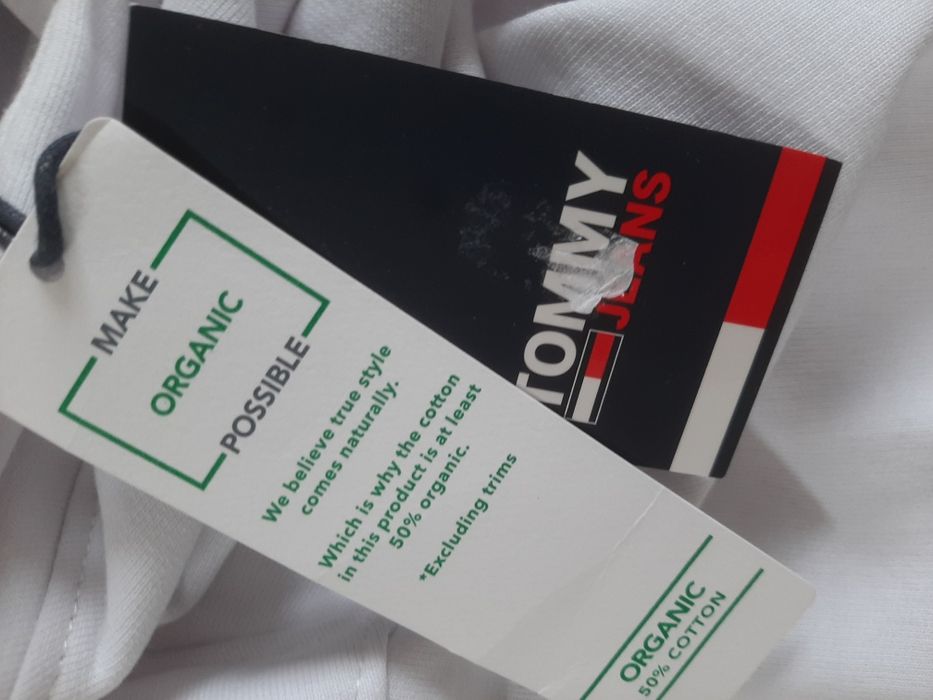 MAKE
ORGANIC
POSSIBLE
We believe true style
comes naturally.
Which is why the cotton
in this product is at least
50% organic.
*Excluding trims
ORGANIC
50% COTTON
TOMMY
JEANS